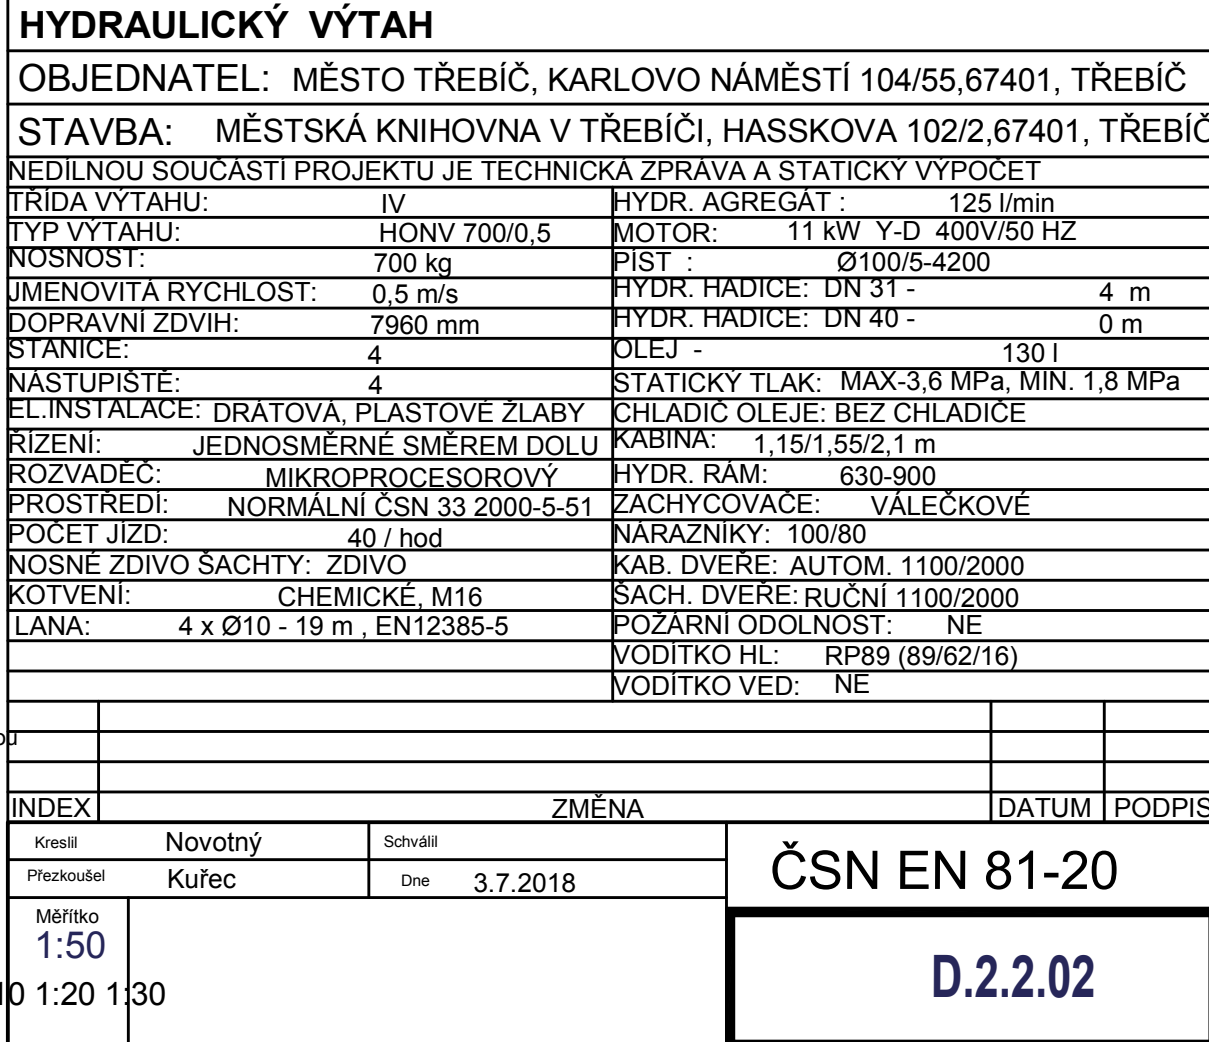 HYDRAULICKÝ VÝTAH
OBJEDNATEL: MĚSTO TŘEBÍČ, KARLOVO NÁMĚSTÍ 104/55,67401, TŘEBÍČ
STAVBA: MĚSTSKÁ KNIHOVNA V TŘEBÍČI, HASSKOVA 102/2,67401, TŘEBÍČ
NEDÍLNOU SOUČÁSTÍ PROJEKTU JE TECHNICKÁ ZPRÁVA A STATICKÝ VÝPOČET
TŘÍDA VÝTAHU: IV HYDR. AGREGÁT : 125 l/min
TYP VÝTAHU: HONV 700/0,5 MOTOR: 11 kW Y-D 400V/50 HZ
NOSNOST: 700 kg PÍST : Ø100/5-4200
JMENOVITÁ RYCHLOST: 0,5 m/s HYDR. HADICE: DN 31 - 4 m
DOPRAVNÍ ZDVIH: 7960 mm HYDR. HADICE: DN 40 - 0 m
STANICE: 4 OLEJ - 130 l
NÁSTUPIŠTĚ: 4 STATICKÝ TLAK: MAX-3,6 MPa, MIN. 1,8 MPa
EL.INSTALACE: DRÁTOVÁ, PLASTOVÉ ŽLABY CHLADIČ OLEJE: BEZ CHLADIČE
ŘÍZENÍ: JEDNOSMĚRNÉ SMĚREM DOLU KABINA: 1,15/1,55/2,1 m
ROZVADĚČ: MIKROPROCESOROVÝ HYDR. RÁM: 630-900
PROSTŘEDÍ: NORMÁLNÍ ČSN 33 2000-5-51 ZACHYCOVAČE: VÁLEČKOVÉ
POČET JÍZD: 40 / hod NÁRAZNÍKY: 100/80
NOSNÉ ZDIVO ŠACHTY: ZDIVO KAB. DVEŘE: AUTOM. 1100/2000
KOTVENÍ: CHEMICKÉ, M16 ŠACH. DVEŘE: RUČNÍ 1100/2000
LANA: 4 x Ø10 - 19 m , EN12385-5 POŽÁRNÍ ODOLNOST: NE
VODÍTKO HL: RP89 (89/62/16)
VODÍTKO VED: NE
INDEX ZMĚNA DATUM PODPIS
Kreslil Novotný Schválil
Přezkoušel Kuřec Dne 3.7.2018
ČSN EN 81-20
Měřítko
1:50
1:20 1:30
D.2.2.02